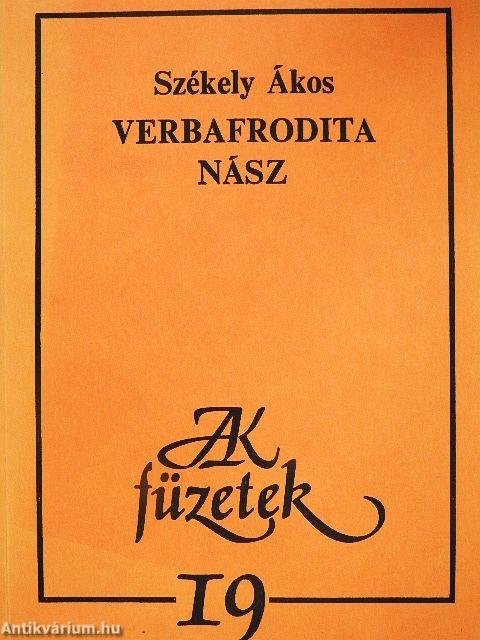 Székely Ákos
VERBAFRODITA
NÁSZ
AK
füzetek
19
Antikvárium.hu